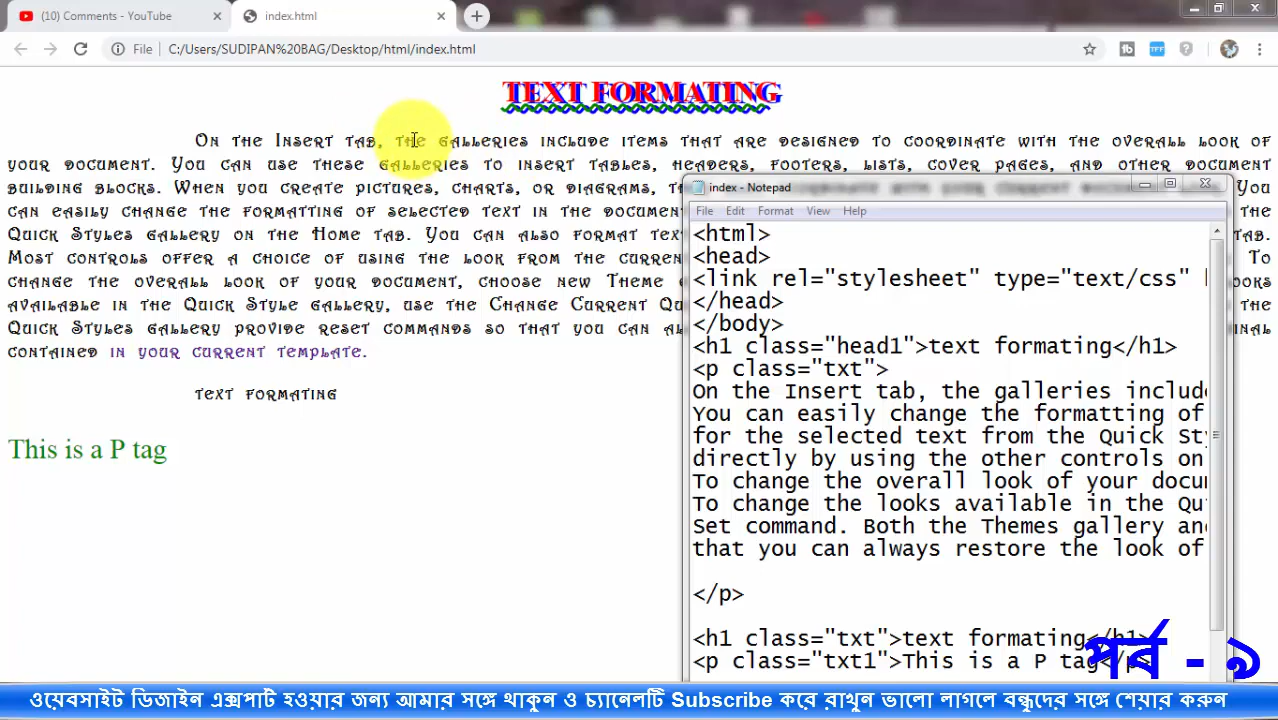 (10) Comments - YouTube
index.html
File
C:/Users/SUDIPAN%20BAG/Desktop/html/index.html
TEXT FORMATING
On the Insert tab, the galleries include items that are designed to coordinate with the overall look of
your document. You can use these galleries to insert tables, headers, footers, lists, cover pages, and other document
building blocks. When you create pictures, charts, or diagrams, they You
can easily change the formatting of selected text in the document the
Quick Styles gallery on the Home tab. You can also format text tab.
Most controls offer a choice of using the look from the current To
change the overall look of your document, choose new Theme looks
available in the Quick Style gallery, use the Change Current Qu the
Quick Styles gallery provide reset commands so that you can al
contained in your current template.
text formating
This is a P tag
index - Notepad
File Edit Format View Help
<html>
<head>
<link rel="stylesheet" type="text/css" h
</head>
</body>
<h1 class="head1">text formating</h1>
<p class="txt">
On the Insert tab, the galleries include
You can easily change the formatting of
for the selected text from the Quick Sty
directly by using the other controls on
To change the overall look of your docu
To change the looks available in the Qu
Set command. Both the Themes gallery and
that you can always restore the look of
</p>
<h1 class="txt">text formating</h1>
<p class="txt1">This is a P tag</p>
পর্ব - ৯
ওয়েবসাইট ডিজাইন এক্সপার্ট হওয়ার জন্য আমার সঙ্গে থাকুন ও চ্যানেলটি Subscribe করে রাখুন ভালো লাগলে বন্ধুদের সঙ্গে শেয়ার করুন